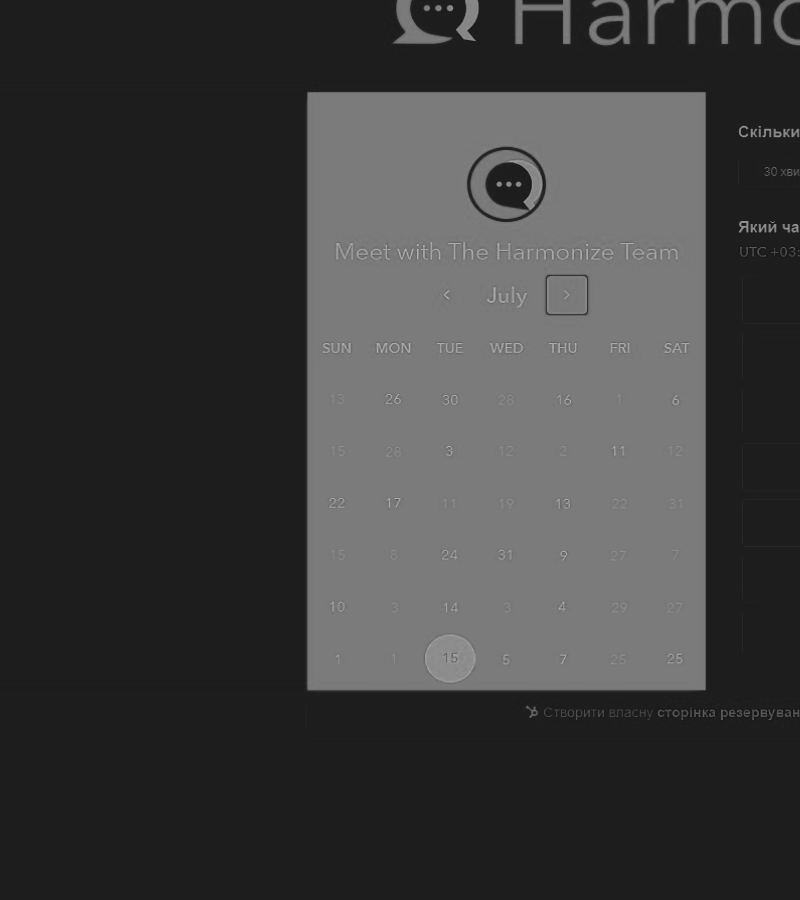 Harmo
Meet with The Harmonize Team
July
SUN MON TUE WED THU FRI SAT
13 26 30 28 16 1 6
15 28 3 12 2 11 12
22 17 11 19 13 22 31
15 8 24 31 9 27 7
10 3 14 3 4 29 27
1 1 15 5 7 25 25
Скільки
30 хви
Який ча
UTC +03:
Створити власну сторінка резервуван